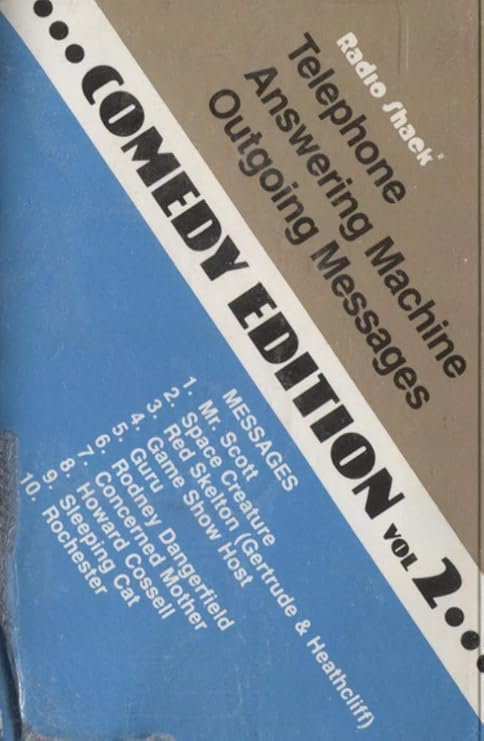 Radio Shack®
Telephone
Answering Machine
Outgoing Messages
•••COMEDY EDITION VOL 2•••
MESSAGES
1. Mr. Scott
2. Space Creature
3. Red Skelton (Gertrude & Heathcliff)
4. Game Show Host
5. Guru
6. Rodney Dangerfield
7. Concerned Mother
8. Howard Cossell
9. Sleeping Cat
10. Rochester